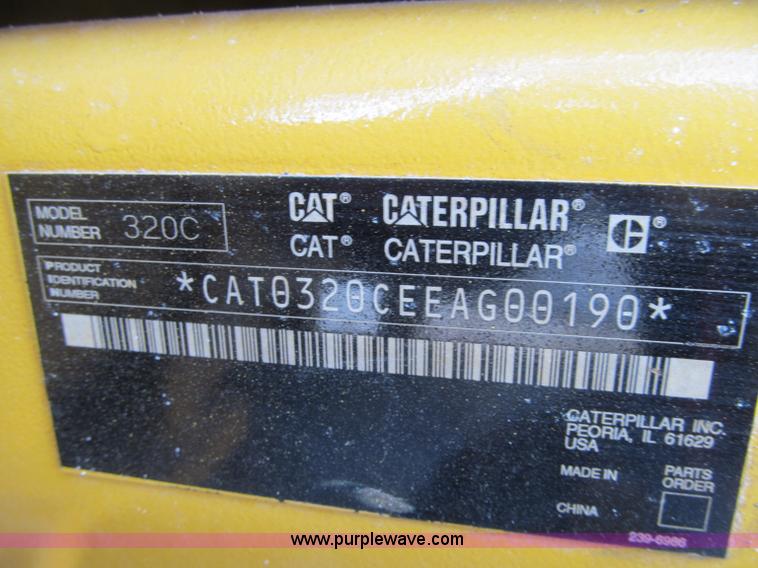 MODEL NUMBER 320C
CAT® CATERPILLAR®
CAT® CATERPILLAR®
PRODUCT IDENTIFICATION NUMBER
*CAT0320CEEAG00190*
CATERPILLAR INC.
PEORIA, IL 61629
USA
MADE IN
CHINA
PARTS
ORDER
239-6986
www.purplewave.com